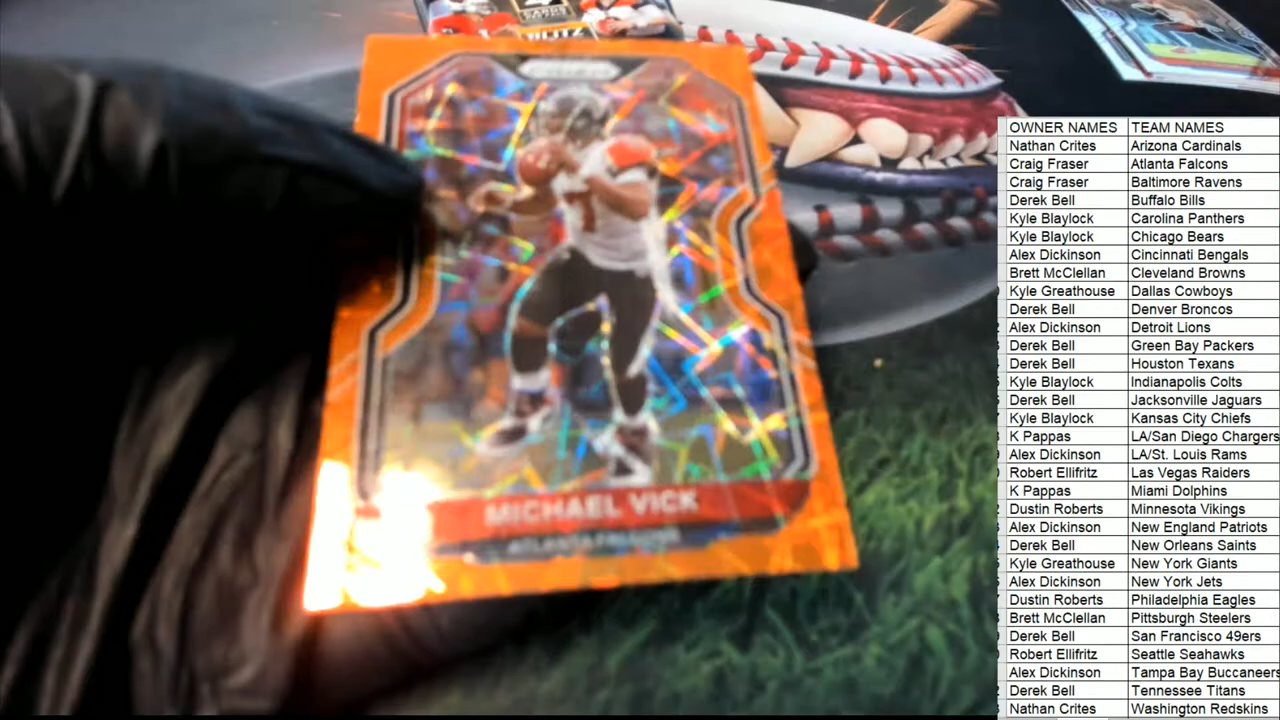 BLITZ
PRIZM
MICHAEL VICK
ATLANTA FALCONS
7
OWNER NAMES TEAM NAMES
Nathan Crites Arizona Cardinals
Craig Fraser Atlanta Falcons
Craig Fraser Baltimore Ravens
Derek Bell Buffalo Bills
Kyle Blaylock Carolina Panthers
Kyle Blaylock Chicago Bears
Alex Dickinson Cincinnati Bengals
Brett McClellan Cleveland Browns
Kyle Greathouse Dallas Cowboys
Derek Bell Denver Broncos
Alex Dickinson Detroit Lions
Derek Bell Green Bay Packers
Derek Bell Houston Texans
Kyle Blaylock Indianapolis Colts
Derek Bell Jacksonville Jaguars
Kyle Blaylock Kansas City Chiefs
K Pappas LA/San Diego Chargers
Alex Dickinson LA/St. Louis Rams
Robert Ellifritz Las Vegas Raiders
K Pappas Miami Dolphins
Dustin Roberts Minnesota Vikings
Alex Dickinson New England Patriots
Derek Bell New Orleans Saints
Kyle Greathouse New York Giants
Alex Dickinson New York Jets
Dustin Roberts Philadelphia Eagles
Brett McClellan Pittsburgh Steelers
Derek Bell San Francisco 49ers
Robert Ellifritz Seattle Seahawks
Alex Dickinson Tampa Bay Buccaneers
Derek Bell Tennessee Titans
Nathan Crites Washington Redskins